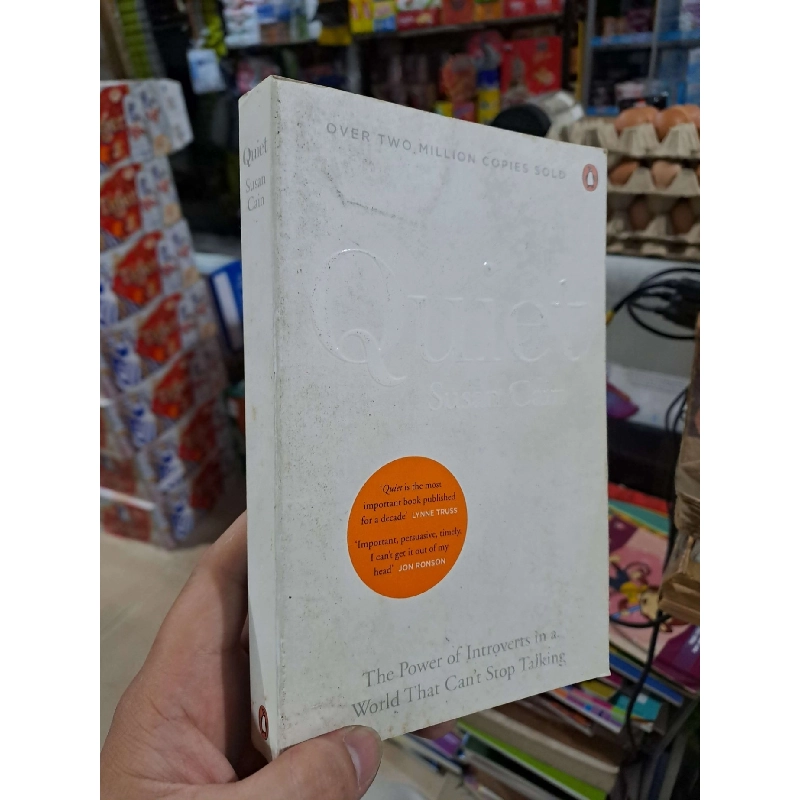 Quiet
Susan
Cain
OVER TWO MILLION COPIES SOLD
Quiet
Susan Cain
Quiet is the most
important book published
for a decade LYNNE TRUSS
'Important, persuasive, timely,
I can't get it out of my
head' JON RONSON
The Power of Introverts in a
World That Can't Stop Talking